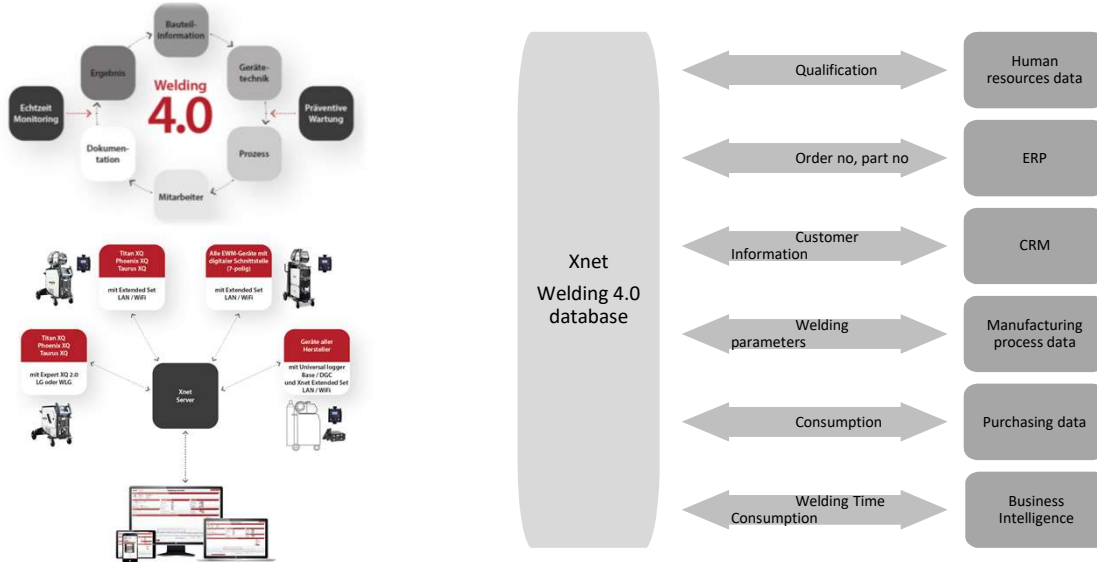 Bauteil-
information
Ergebnis
Geräte-
technik
Welding
4.0
Echtzeit
Monitoring
Präventive
Wartung
Dokumen-
tation
Prozess
Mitarbeiter
Titan XQ
Phoenix XQ
Taurus XQ
mit Extended Set
LAN / WiFi
Alle EWM-Geräte mit
digitaler Schnittstelle
(7-polig)
mit Extended Set
LAN / WiFi
Titan XQ
Phoenix XQ
Taurus XQ
mit Expert XQ 2.0
LG oder WLG
Geräte aller
Hersteller
mit Universal logger
Base / DGC
und Xnet Extended Set
LAN / WiFi
Xnet
Server
Xnet
Welding 4.0
database
Qualification
Human
resources data
Order no, part no
ERP
Customer
Information
CRM
Welding
parameters
Manufacturing
process data
Consumption
Purchasing data
Welding Time
Consumption
Business
Intelligence